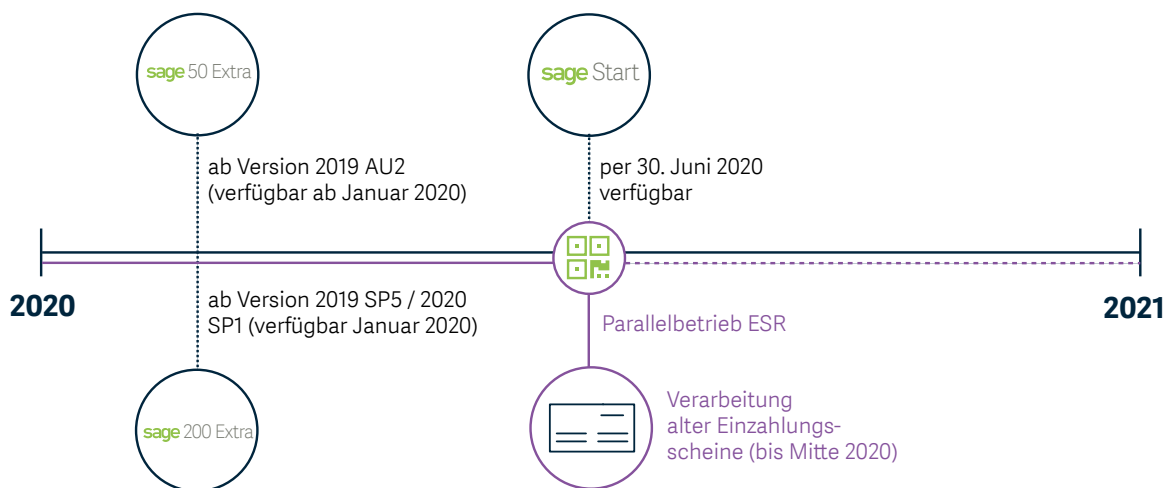 sage 50 Extra
sage Start
ab Version 2019 AU2
(verfügbar ab Januar 2020)
per 30. Juni 2020
verfügbar
2020
2021
ab Version 2019 SP5 / 2020
SP1 (verfügbar Januar 2020)
Parallelbetrieb ESR
sage 200 Extra
Verarbeitung
alter Einzahlungs-
scheine (bis Mitte 2020)